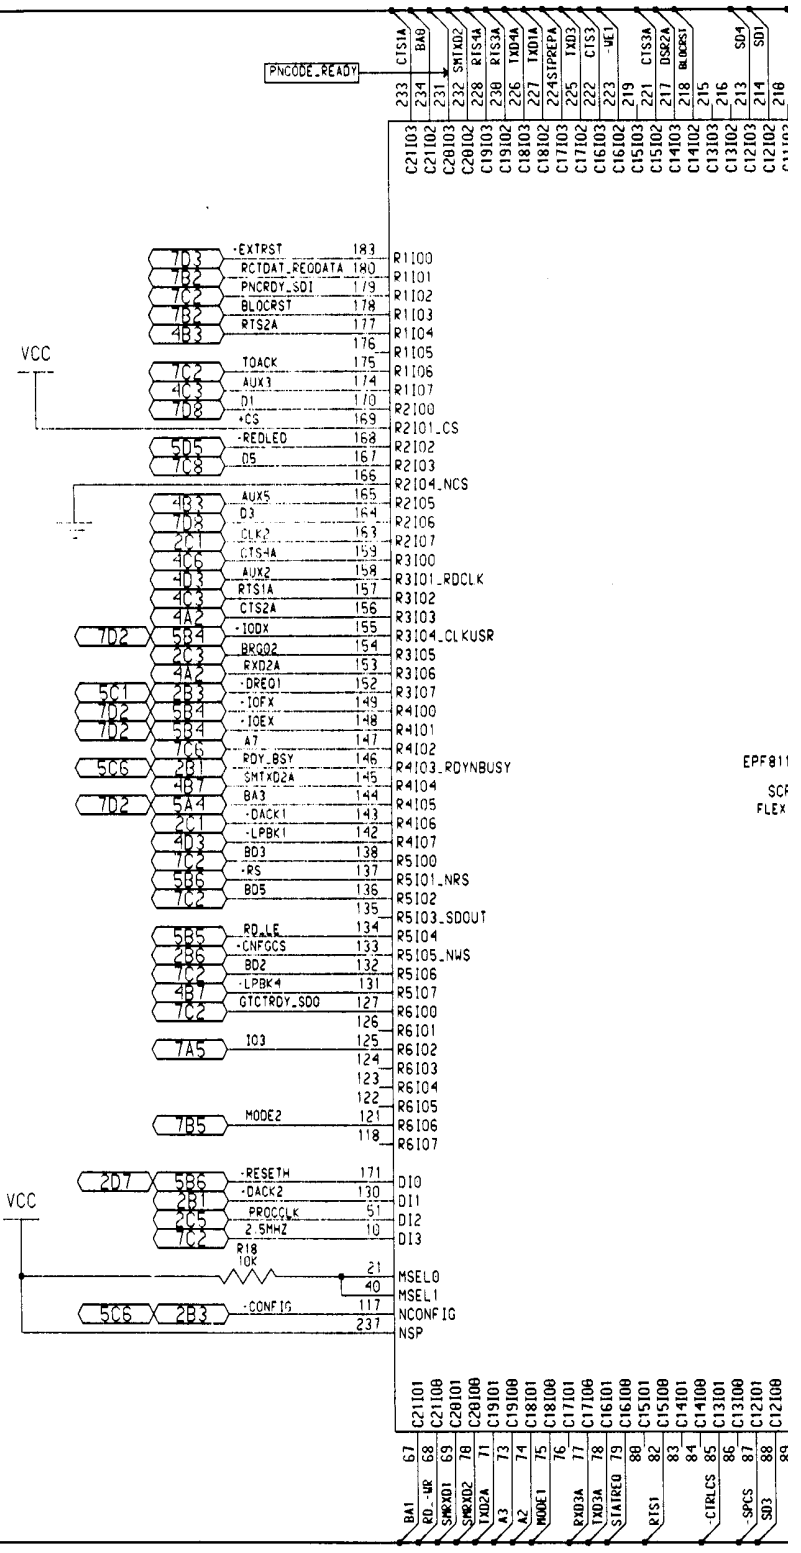 PNCODE_READY
CTS1A
BA0
SMTXD2
RTS4A
RTS3A
TXD4A
TXD1A
STPREPA
TXD3
CTS3
-WE1
CTS3A
DSR2A
BLOCRST
SD4
SD1
233
234
231
232
228
230
226
227
224
225
222
223
219
221
217
218
215
216
213
214
210
C21I03
C21I02
C20I03
C20I02
C19I03
C19I02
C18I03
C18I02
C17I03
C17I02
C16I03
C16I02
C15I03
C15I02
C14I03
C14I02
C13I03
C13I02
C12I03
C12I02
7D3 -EXTRST 183 R1I00
7B2 RCTDAT_REQDATA 180 R1I01
7C2 PNCRDY_SDI 179 R1I02
7B2 BLOCRST 178 R1I03
4B3 RTS2A 177 R1I04
176 R1I05
VCC
7C2 TOACK 175 R1I06
4C3 AUX3 174 R1I07
7D8 D1 170 R2I00
+CS 169 R2I01_CS
5D5 -REDLED 168 R2I02
7C8 D5 167 R2I03
166 R2I04_NCS
4B3 AUX5 165 R2I05
7D8 D3 164 R2I06
2C1 CLK2 163 R2I07
4C6 CTS4A 159 R3I00
4D3 AUX2 158 R3I01_RDCLK
4C3 RTS1A 157 R3I02
4A2 CTS2A 156 R3I03
7D2 5B4 -IODX 155 R3I04_CLKUSR
2C3 BRGO2 154 R3I05
4A2 RXD2A 153 R3I06
5C1 2B3 -DREQ1 152 R3I07
7D2 5B4 -IOFX 149 R4I00
7D2 5B4 -IOEX 148 R4I01
7C6 A7 147 R4I02
5C6 2B1 RDY_BSY 146 R4I03_RDYNBUSY
4B7 SMTXD2A 145 R4I04
7D2 5A4 BA3 144 R4I05
2C1 -DACK1 143 R4I06
4D3 -LPBK1 142 R4I07
7C2 BD3 138 R5I00
5B6 -RS 137 R5I01_NRS
7C2 BD5 136 R5I02
135 R5I03_SDOUT
5B5 RD_LE 134 R5I04
2B6 -CNFGCS 133 R5I05_NWS
7C2 BD2 132 R5I06
4B7 -LPBK4 131 R5I07
7C2 GTCTRDY_SDO 127 R6I00
126 R6I01
7A5 IO3 125 R6I02
124 R6I03
123 R6I04
122 R6I05
7B5 MODE2 121 R6I06
118 R6I07
EPF811
SCR
FLEX
2D7 5B6 -RESETH 171 DI0
2B1 -DACK2 130 DI1
2C5 PROCCLK 51 DI2
7C2 2.5MHZ 10 DI3
VCC
R18
10K
21 MSEL0
40 MSEL1
5C6 2B3 -CONFIG 117 NCONFIG
237 NSP
C21I01
C21I00
C20I01
C20I00
C19I01
C19I00
C18I01
C18I00
C17I01
C17I00
C16I01
C16I00
C15I01
C15I00
C14I01
C14I00
C13I01
C13I00
C12I01
C12I00
67
68
69
70
71
73
74
75
76
77
78
79
80
82
83
84
85
86
87
88
89
BA1
RD_-WR
SMRXD1
SMRXD2
TXD2A
A3
A2
MODE1
RXD3A
TXD3A
STATREQ
RTS1
-CTRLCS
-SPCS
SD3